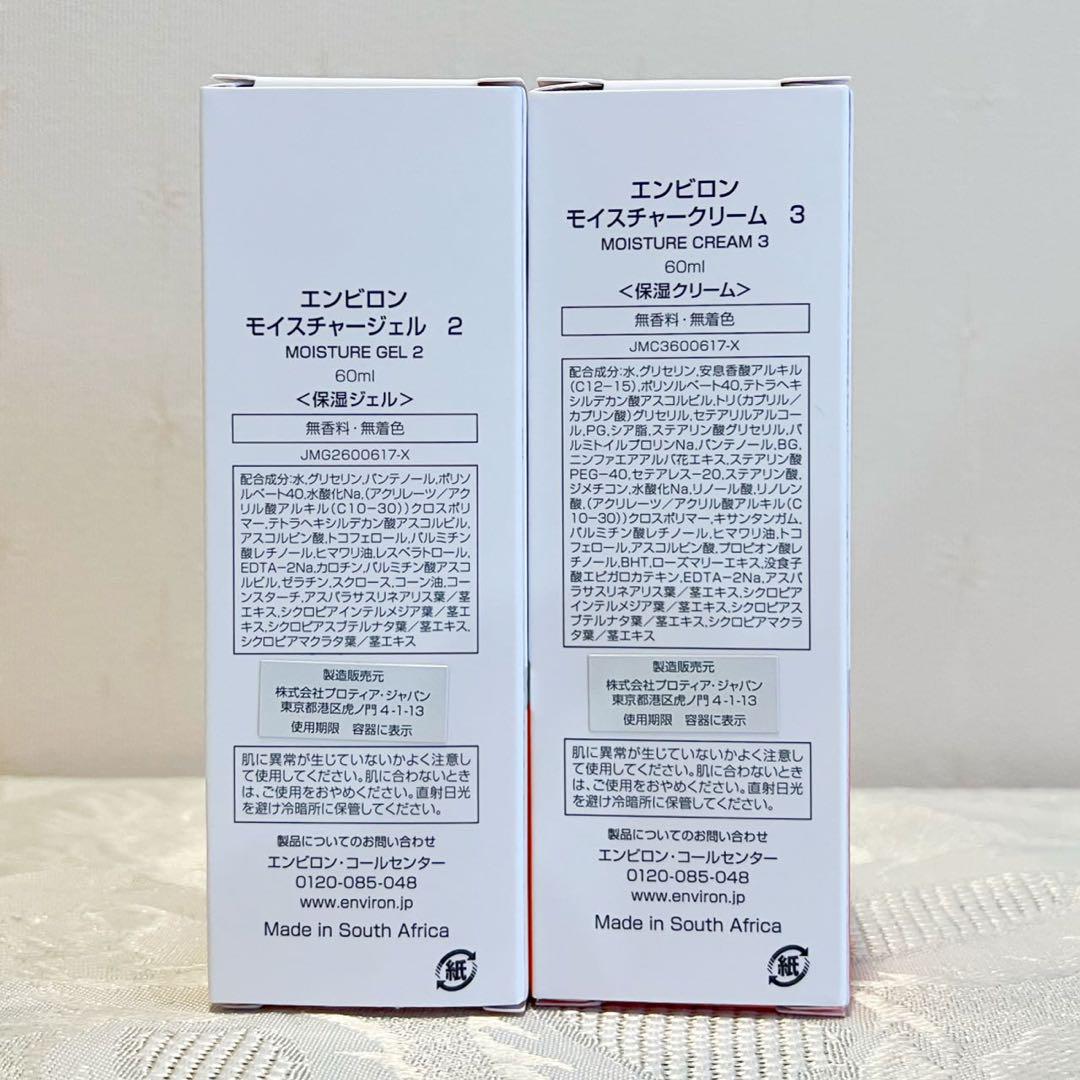 エンビロン
モイスチャージェル 2
MOISTURE GEL 2
60ml
<保湿ジェル>
無香料・無着色
JMG2600617-X
配合成分:水,グリセリン,パンテノール,ポリソ
ルベート40,水酸化Na,(アクリレーツ/アク
リル酸アルキル(C10-30))クロスポリ
マー,テトラヘキシルデカン酸アスコルビル,
アスコルビン酸,トコフェロール,パルミチン
酸レチノール,ヒマワリ油,レスベラトロール,
EDTA-2Na,カロチン,パルミチン酸アスコ
ルビル,ゼラチン,スクロース,コーン油,コー
ンスターチ,アスパラサスリネアリス葉/茎
エキス,シクロピアインテルメジア葉/茎エ
キス,シクロピアスブテルナタ葉/茎エキス,
シクロピアマクラタ葉/茎エキス
製造販売元
株式会社プロティア・ジャパン
東京都港区虎ノ門4-1-13
使用期限 容器に表示
肌に異常が生じていないかよく注意し
て使用してください。肌に合わないとき
は、ご使用をおやめください。直射日光
を避け冷暗所に保管してください。
製品についてのお問い合わせ
エンビロン・コールセンター
0120-085-048
www.environ.jp
Made in South Africa
紙
エンビロン
モイスチャークリーム 3
MOISTURE CREAM 3
60ml
<保湿クリーム>
無香料・無着色
JMC3600617-X
配合成分:水,グリセリン,安息香酸アルキル
(C12-15),ポリソルベート40,テトラヘキ
シルデカン酸アスコルビル,トリ(カプリル/
カプリン酸)グリセリル,セテアリルアルコー
ル,PG,シア脂,ステアリン酸グリセリル,パ
ルミトイルプロリンNa,パンテノール,BG,
ニンファエアアルバ花エキス,ステアリン酸
PEG-40,セテアレス-20,ステアリン酸,
ジメチコン,水酸化Na,リノール酸,リノレン
酸,(アクリレーツ/アクリル酸アルキル(C
10-30))クロスポリマー,キサンタンガム,
パルミチン酸レチノール,ヒマワリ油,トコ
フェロール,アスコルビン酸,プロピオン酸レ
チノール,BHT,ローズマリーエキス,没食子
酸エピガロカテキン,EDTA-2Na,アスパ
ラサスリネアリス葉/茎エキス,シクロピア
インテルメジア葉/茎エキス,シクロピアス
ブテルナタ葉/茎エキス,シクロピアマクラ
タ葉/茎エキス
製造販売元
株式会社プロティア・ジャパン
東京都港区虎ノ門4-1-13
使用期限 容器に表示
肌に異常が生じていないかよく注意し
て使用してください。肌に合わないとき
は、ご使用をおやめください。直射日光
を避け冷暗所に保管してください。
製品についてのお問い合わせ
エンビロン・コールセンター
0120-085-048
www.environ.jp
Made in South Africa
紙